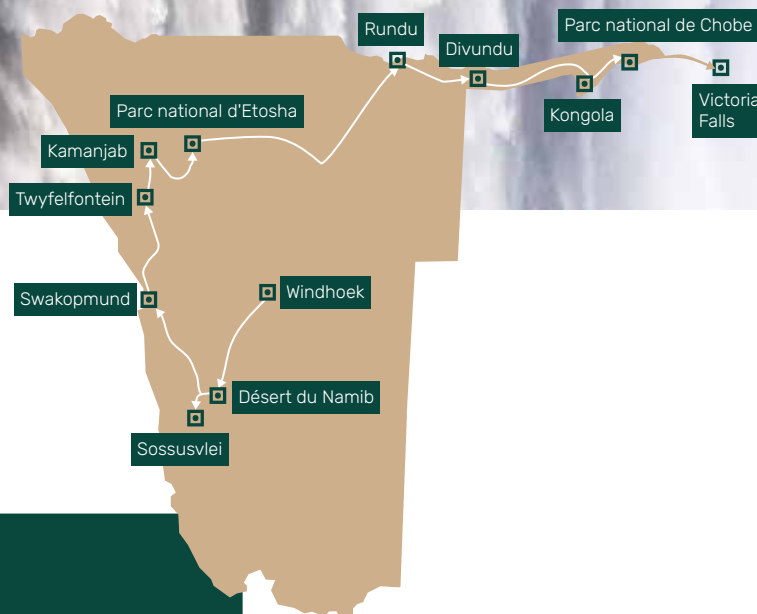 Parc national de Chobe
Rundu
Divundu
Parc national d'Etosha
Kongola
Victoria
Falls
Kamanjab
Twyfelfontein
Swakopmund
Windhoek
Désert du Namib
Sossusvlei